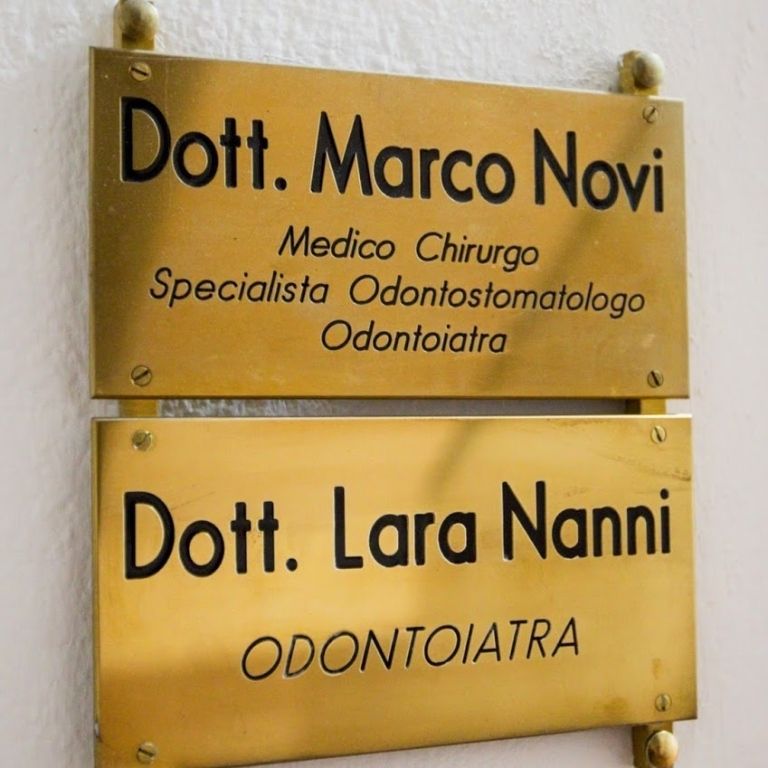 Dott. Marco Novi
Medico Chirurgo
Specialista Odontostomatologo
Odontoiatra
Dott. Lara Nanni
ODONTOIATRA